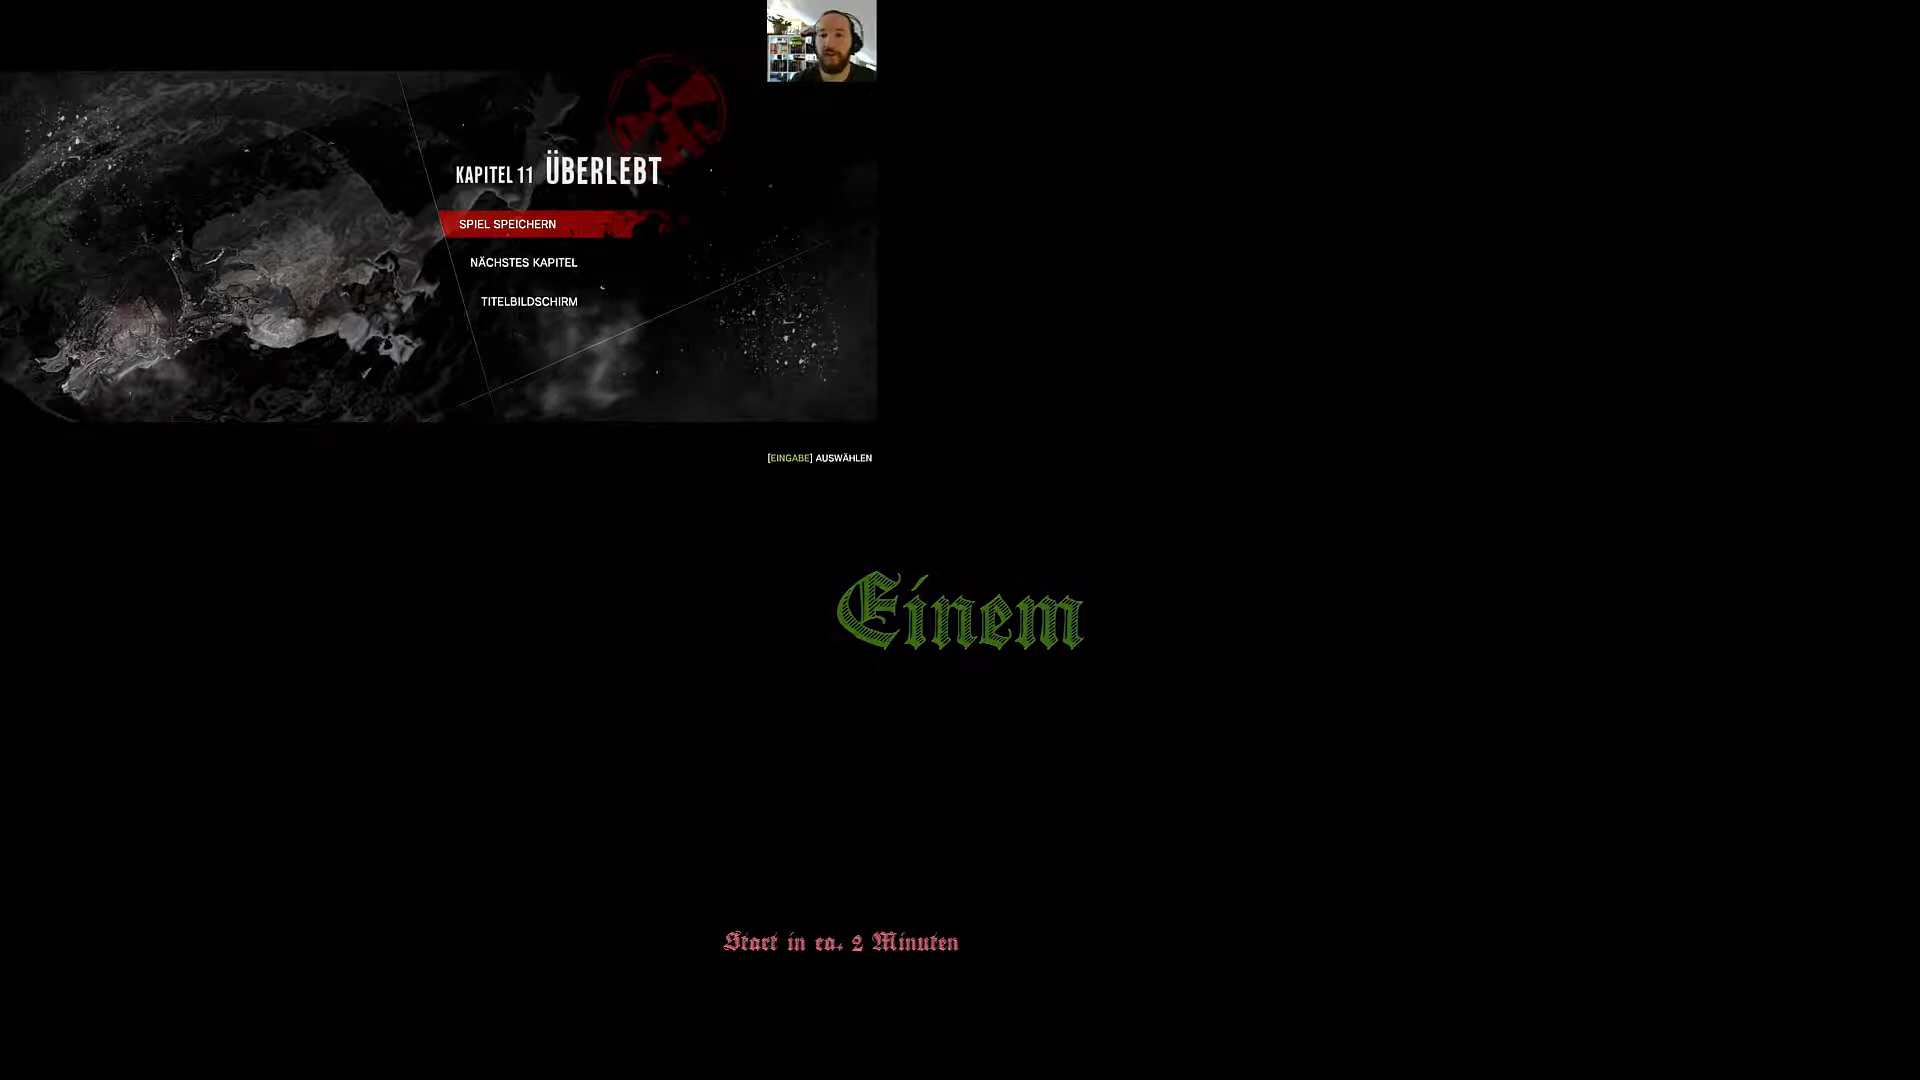 KAPITEL 11 ÜBERLEBT
SPIEL SPEICHERN
NÄCHSTES KAPITEL
TITELBILDSCHIRM
[EINGABE] AUSWÄHLEN
Einem
Start in ca. 2 Minuten